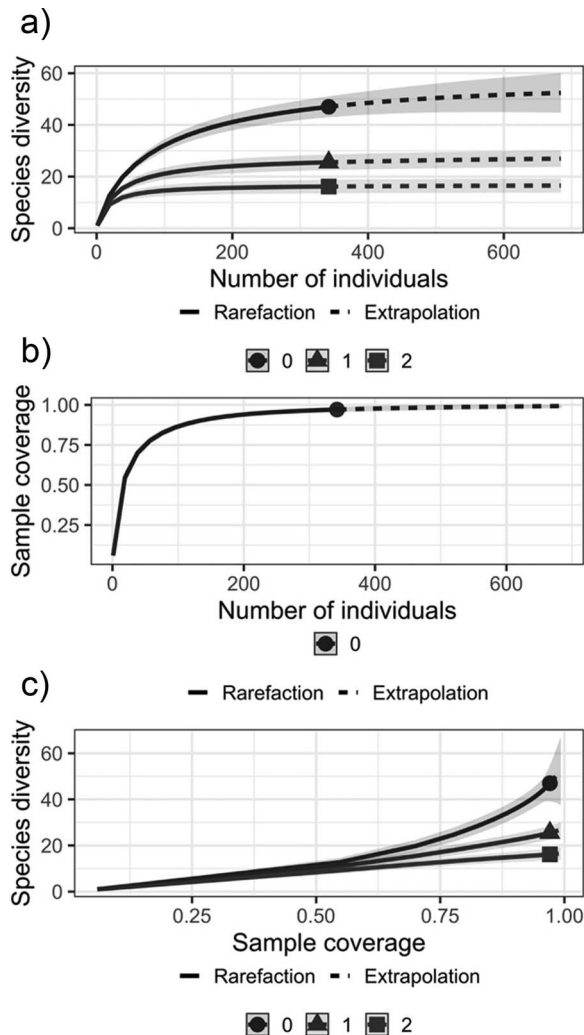 a)
Species diversity
60
40
20
0
0 200 400 600
Number of individuals
Rarefaction Extrapolation
0 1 2
b)
Sample coverage
1.00
0.75
0.50
0.25
0 200 400 600
Number of individuals
0
Rarefaction Extrapolation
c)
Species diversity
60
40
20
0
0.25 0.50 0.75 1.00
Sample coverage
Rarefaction Extrapolation
0 1 2